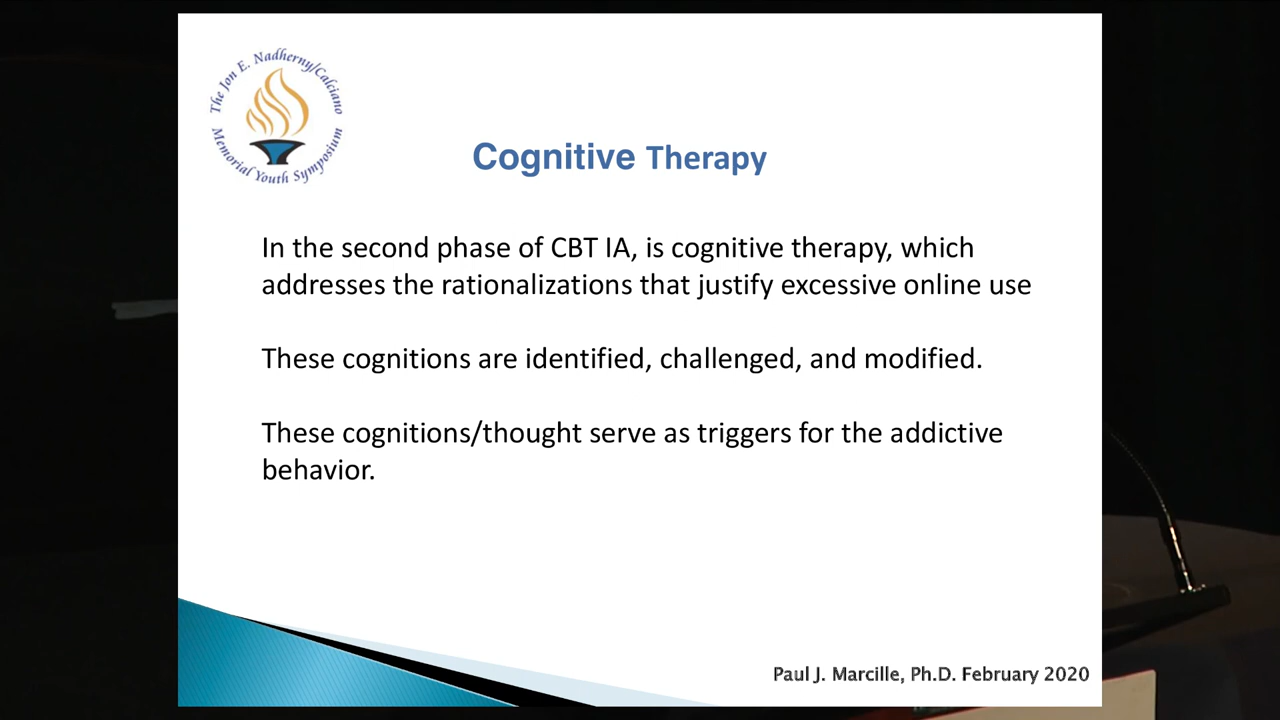 The Jon E. Nadherny/Calciano
Memorial Youth Symposium
Cognitive Therapy
In the second phase of CBT IA, is cognitive therapy, which
addresses the rationalizations that justify excessive online use
These cognitions are identified, challenged, and modified.
These cognitions/thought serve as triggers for the addictive
behavior.
Paul J. Marcille, Ph.D. February 2020